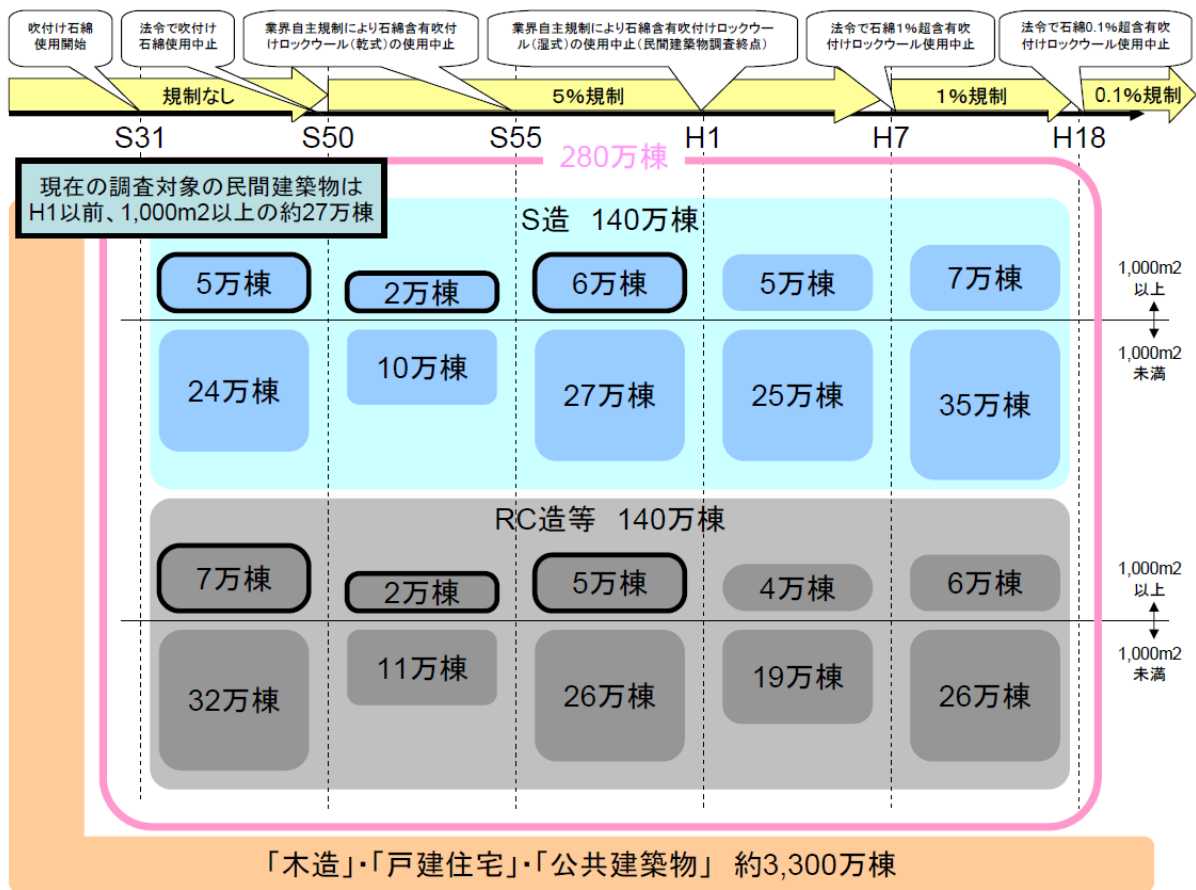 吹付け石綿
使用開始
法令で吹付け
石綿使用中止
業界自主規制により石綿含有吹付
けロックウール(乾式)の使用中止
業界自主規制により石綿含有吹付けロックウー
ル(湿式)の使用中止(民間建築物調査終点)
法令で石綿1%超含有吹
付けロックウール使用中止
法令で石綿0.1%超含有吹
付けロックウール使用中止
規制なし
5%規制
1%規制
0.1%規制
S31
S50
S55
H1
H7
H18
280万棟
現在の調査対象の民間建築物は
H1以前、1,000m2以上の約27万棟
S造 140万棟
5万棟
2万棟
6万棟
5万棟
7万棟
1,000m2
以上
24万棟
10万棟
27万棟
25万棟
35万棟
1,000m2
未満
RC造等 140万棟
7万棟
2万棟
5万棟
4万棟
6万棟
1,000m2
以上
32万棟
11万棟
26万棟
19万棟
26万棟
1,000m2
未満
「木造」・「戸建住宅」・「公共建築物」 約3,300万棟